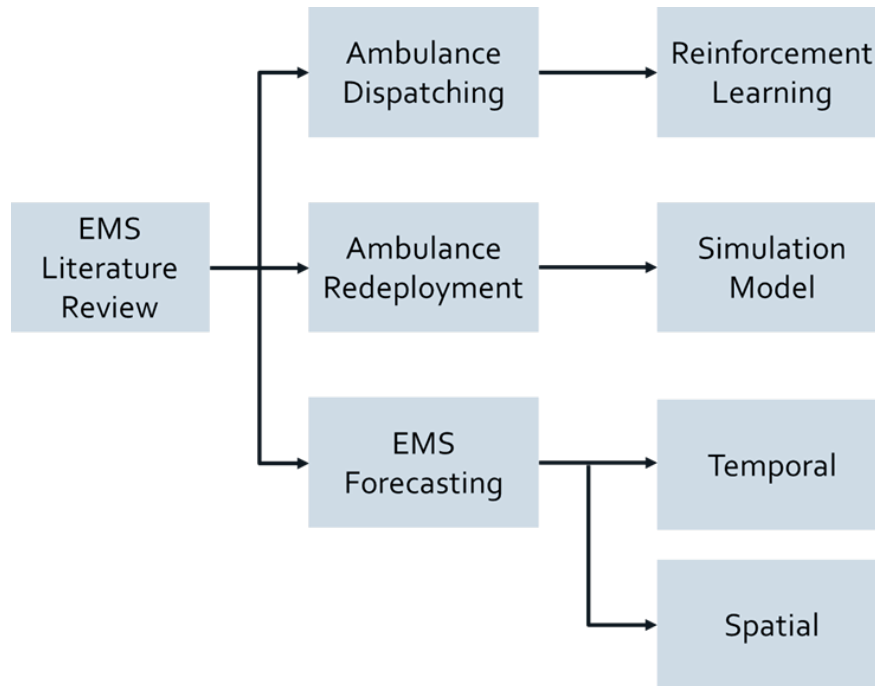 Ambulance
Dispatching
Reinforcement
Learning
EMS
Literature
Review
Ambulance
Redeployment
Simulation
Model
EMS
Forecasting
Temporal
Spatial